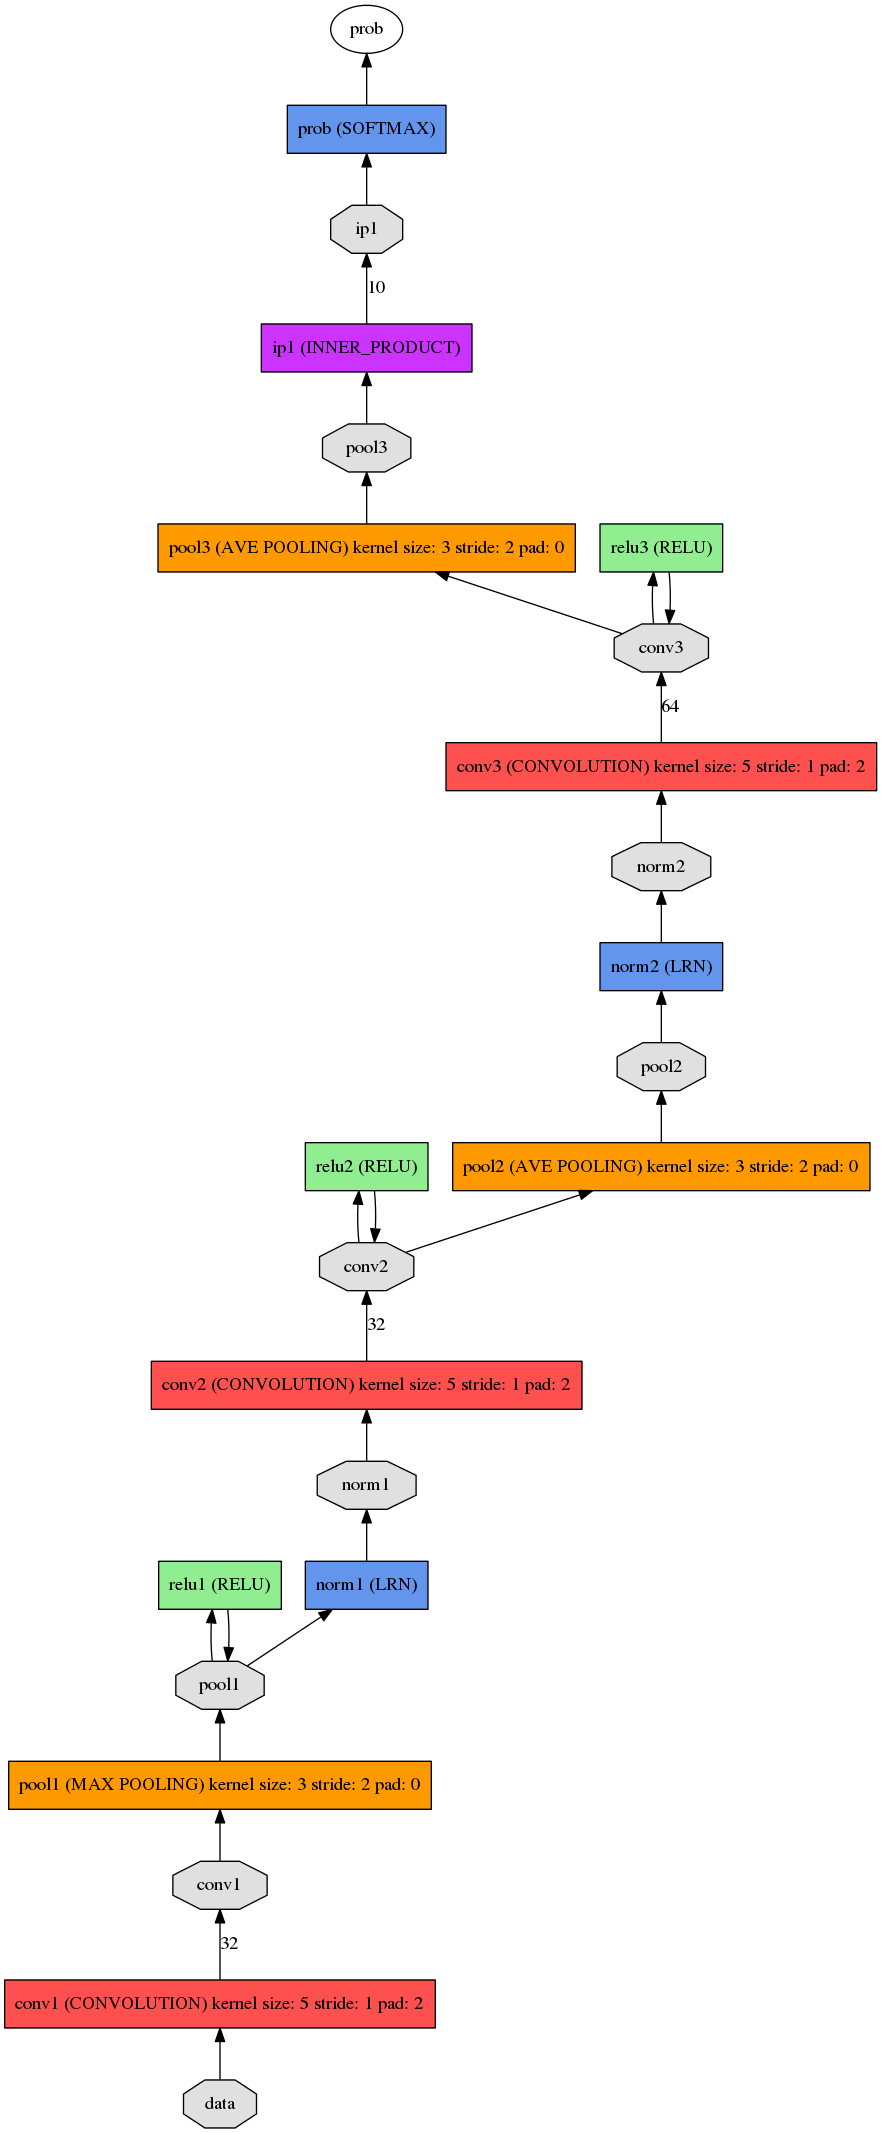 prob
prob (SOFTMAX)
ip1
10
ip1 (INNER_PRODUCT)
pool3
pool3 (AVE POOLING) kernel size: 3 stride: 2 pad: 0
relu3 (RELU)
conv3
64
conv3 (CONVOLUTION) kernel size: 5 stride: 1 pad: 2
norm2
norm2 (LRN)
pool2
relu2 (RELU)
pool2 (AVE POOLING) kernel size: 3 stride: 2 pad: 0
conv2
32
conv2 (CONVOLUTION) kernel size: 5 stride: 1 pad: 2
norm1
relu1 (RELU)
norm1 (LRN)
pool1
pool1 (MAX POOLING) kernel size: 3 stride: 2 pad: 0
conv1
32
conv1 (CONVOLUTION) kernel size: 5 stride: 1 pad: 2
data